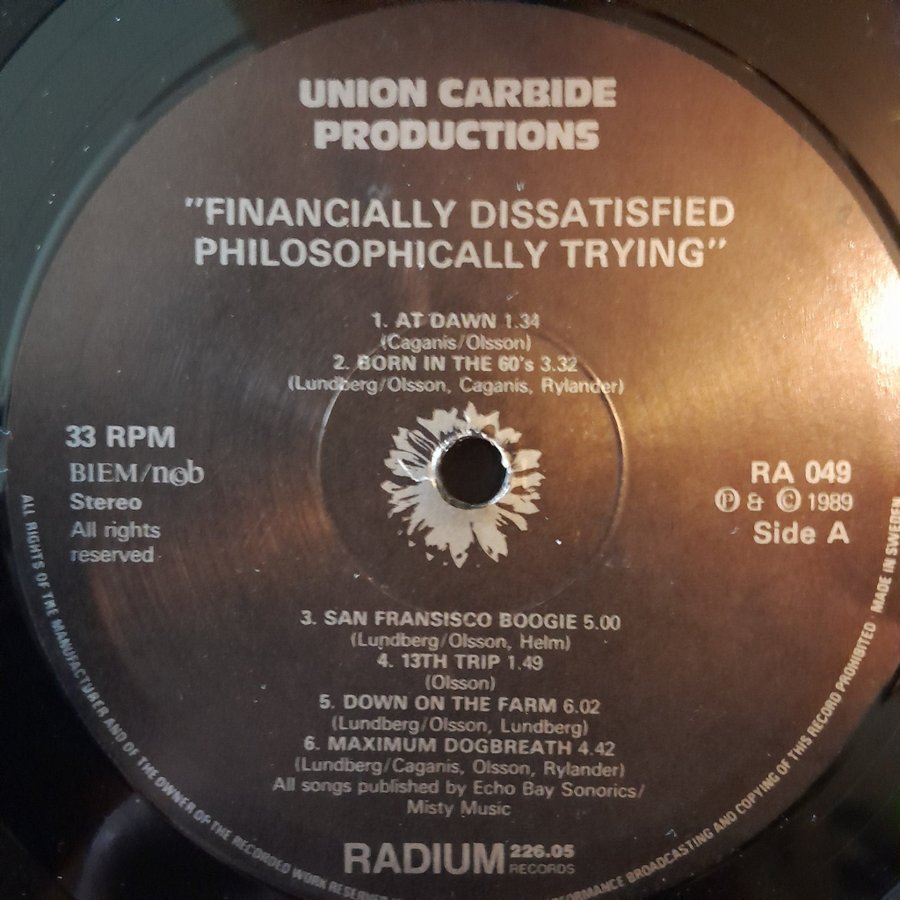 UNION CARBIDE
PRODUCTIONS
"FINANCIALLY DISSATISFIED
PHILOSOPHICALLY TRYING"
1. AT DAWN 1.34
(Caganis/Olsson)
2. BORN IN THE 60's 3.32
(Lundberg/Olsson, Caganis, Rylander)
33 RPM
BIEM/ncb
Stereo
All rights
reserved
RA 049
Ⓟ & © 1989
Side A
3. SAN FRANSISCO BOOGIE 5.00
(Lundberg/Olsson, Helm)
4. 13TH TRIP 1.49
(Olsson)
5. DOWN ON THE FARM 6.02
(Lundberg/Olsson, Lundberg)
6. MAXIMUM DOGBREATH 4.42
(Lundberg/Caganis, Olsson, Rylander)
All songs published by Echo Bay Sonorics/
Misty Music
RADIUM 226.05
RECORDS
ALL RIGHTS OF THE MANUFACTURER AND OF THE OWNER OF THE RECORDED WORK RESERVED
PERFORMANCE BROADCASTING AND COPYING OF THIS RECORD PROHIBITED · MADE IN SWEDEN